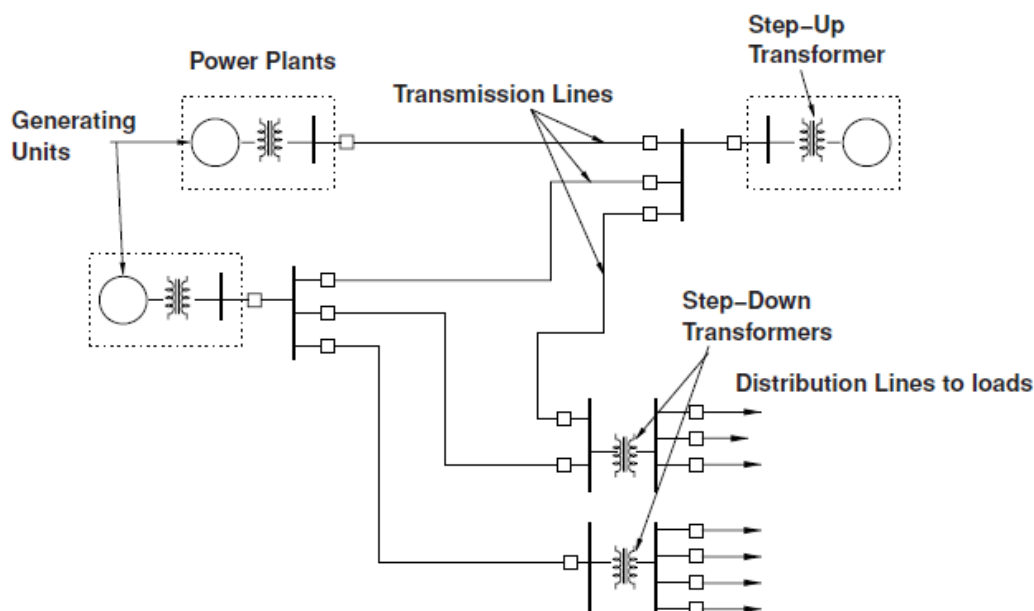 Step–Up
Transformer
Power Plants
Transmission Lines
Generating
Units
Step–Down
Transformers
Distribution Lines to loads